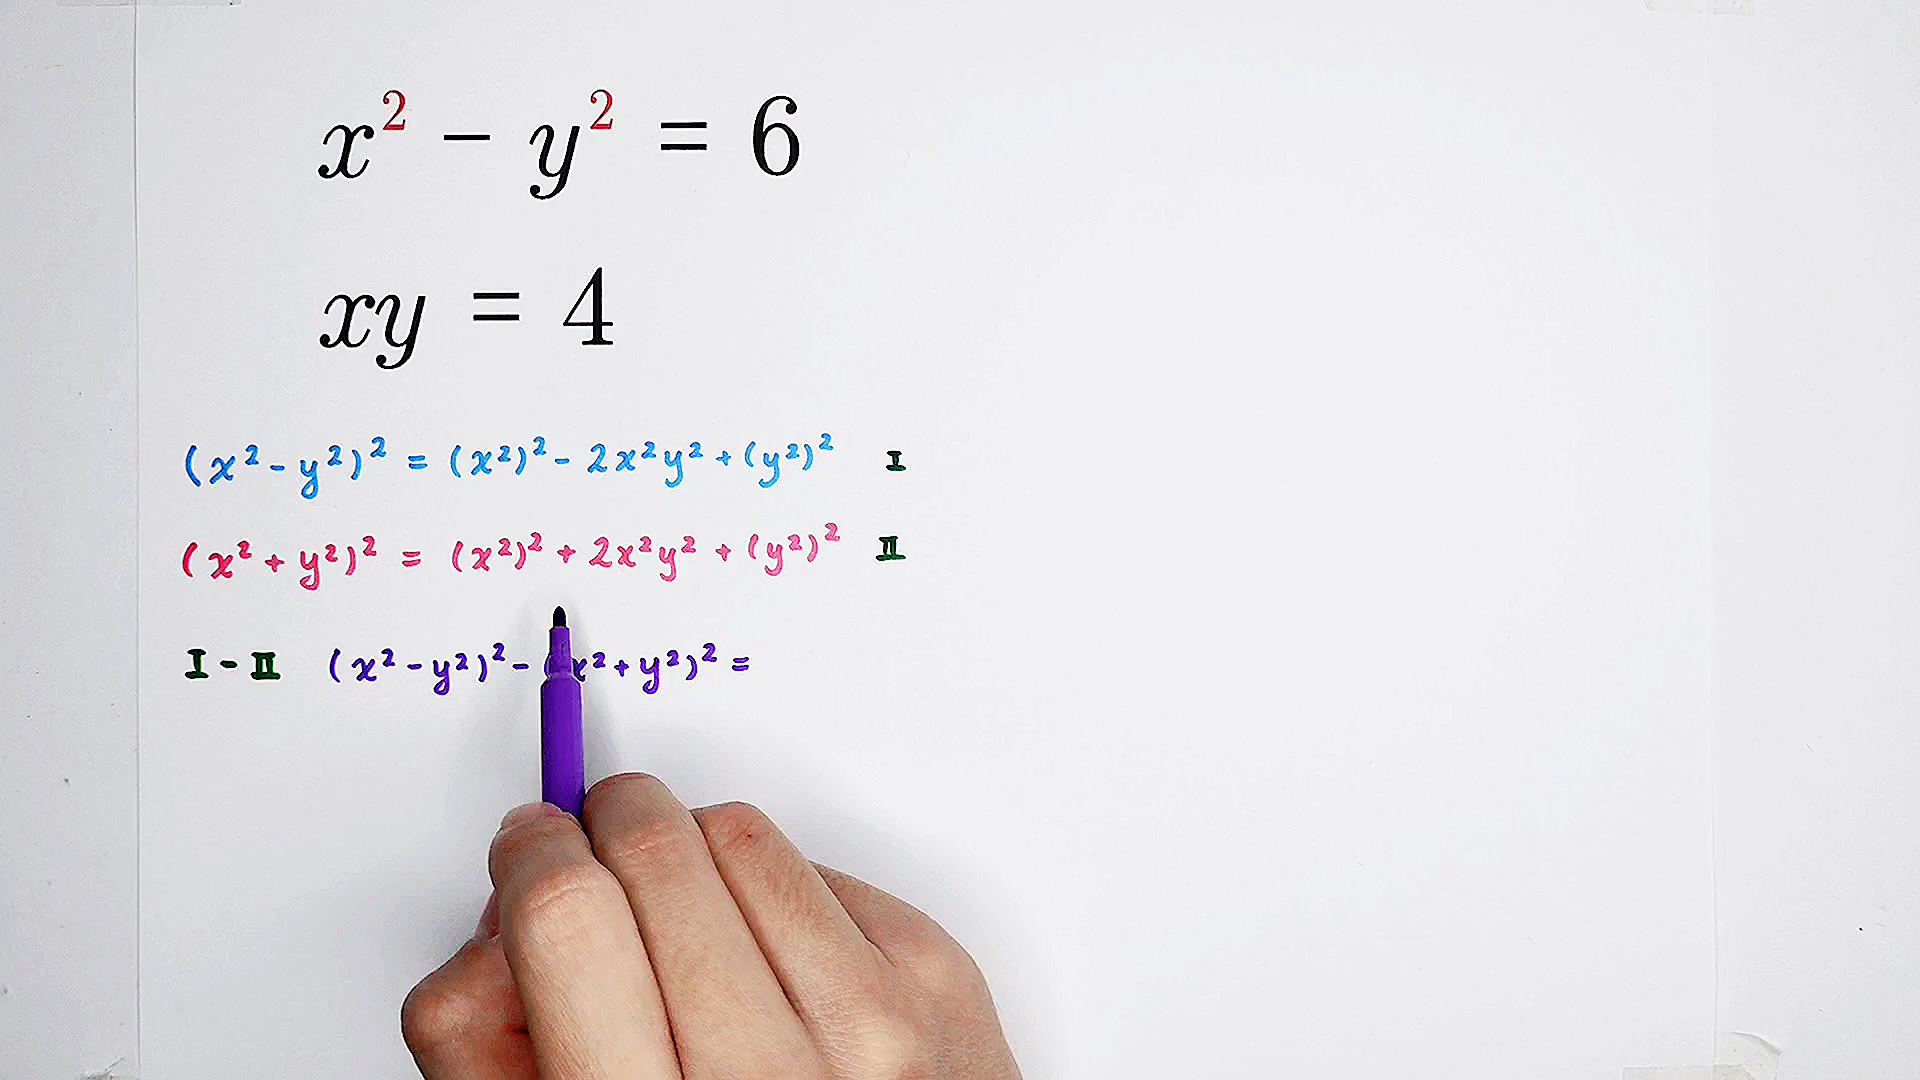 x² − y² = 6
xy = 4
(x² - y²)² = (x²)² - 2x²y² + (y²)² I
(x² + y²)² = (x²)² + 2x²y² + (y²)² II
I - II (x² - y²)² - (x² + y²)² =